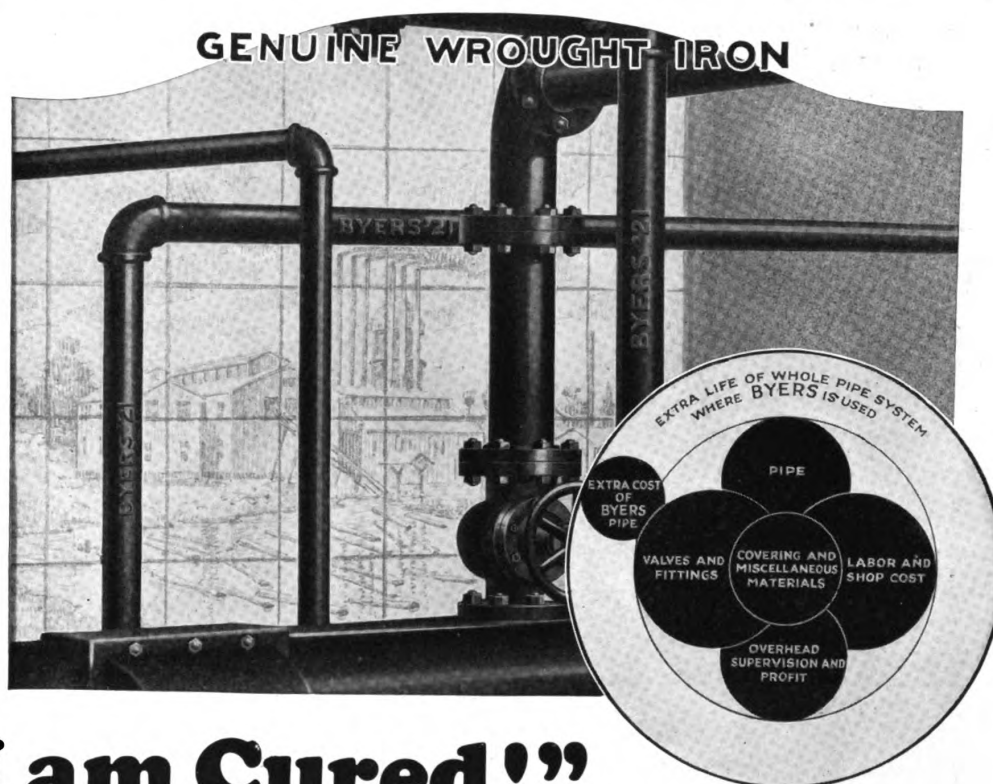 GENUINE WROUGHT IRON
BYERS '21
BYERS '21
BYERS '21
EXTRA LIFE OF WHOLE PIPE SYSTEM
WHERE BYERS IS USED
EXTRA COST
OF
BYERS
PIPE
PIPE
VALVES AND
FITTINGS
COVERING AND
MISCELLANEOUS
MATERIALS
LABOR AND
SHOP COST
OVERHEAD
SUPERVISION AND
PROFIT
am Cured!”